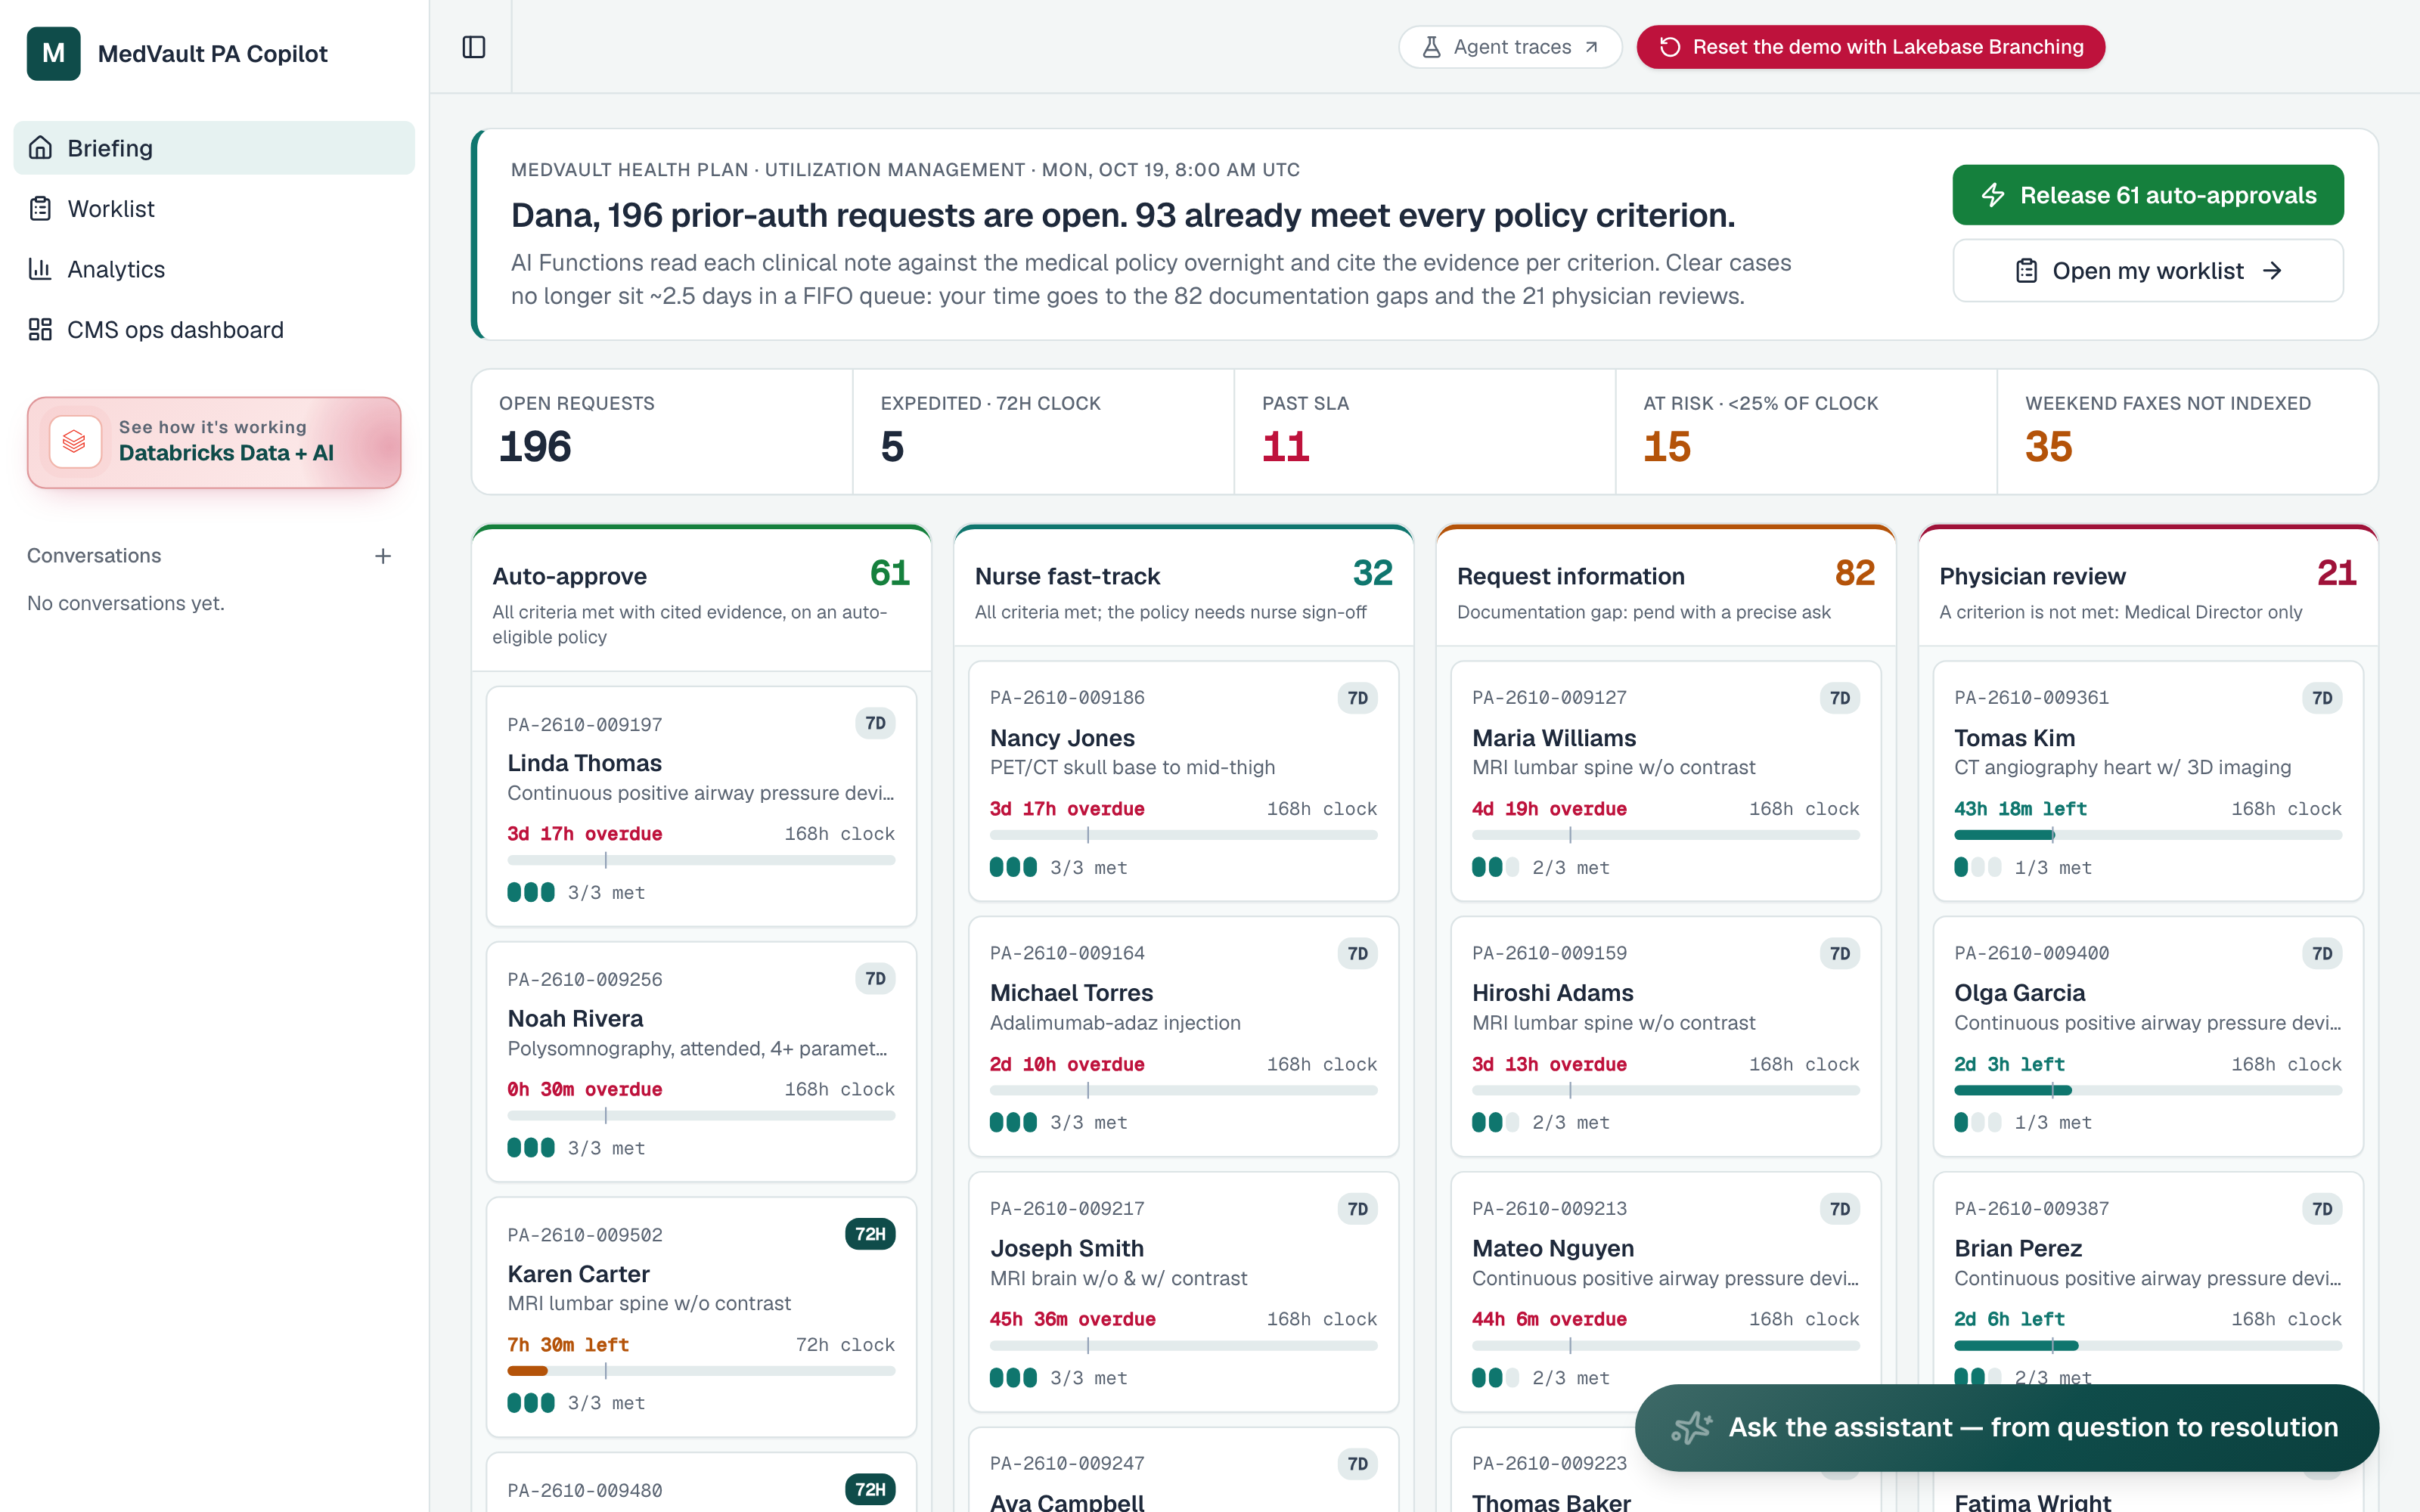 M
MedVault PA Copilot
Briefing
Worklist
Analytics
CMS ops dashboard
See how it's working
Databricks Data + AI
Conversations
No conversations yet.
Agent traces
Reset the demo with Lakebase Branching
MEDVAULT HEALTH PLAN · UTILIZATION MANAGEMENT · MON, OCT 19, 8:00 AM UTC
Dana, 196 prior-auth requests are open. 93 already meet every policy criterion.
AI Functions read each clinical note against the medical policy overnight and cite the evidence per criterion. Clear cases
no longer sit ~2.5 days in a FIFO queue: your time goes to the 82 documentation gaps and the 21 physician reviews.
Release 61 auto-approvals
Open my worklist
OPEN REQUESTS
196
EXPEDITED · 72H CLOCK
5
PAST SLA
11
AT RISK · <25% OF CLOCK
15
WEEKEND FAXES NOT INDEXED
35
Auto-approve
61
All criteria met with cited evidence, on an auto-
eligible policy
PA-2610-009197
7D
Linda Thomas
Continuous positive airway pressure devi...
3d 17h overdue
168h clock
3/3 met
PA-2610-009256
7D
Noah Rivera
Polysomnography, attended, 4+ paramet...
0h 30m overdue
168h clock
3/3 met
PA-2610-009502
72H
Karen Carter
MRI lumbar spine w/o contrast
7h 30m left
72h clock
3/3 met
PA-2610-009480
72H
Nurse fast-track
32
All criteria met; the policy needs nurse sign-off
PA-2610-009186
7D
Nancy Jones
PET/CT skull base to mid-thigh
3d 17h overdue
168h clock
3/3 met
PA-2610-009164
7D
Michael Torres
Adalimumab-adaz injection
2d 10h overdue
168h clock
3/3 met
PA-2610-009217
7D
Joseph Smith
MRI brain w/o & w/ contrast
45h 36m overdue
168h clock
3/3 met
PA-2610-009247
7D
Ava Campbell
Request information
82
Documentation gap: pend with a precise ask
PA-2610-009127
7D
Maria Williams
MRI lumbar spine w/o contrast
4d 19h overdue
168h clock
2/3 met
PA-2610-009159
7D
Hiroshi Adams
MRI lumbar spine w/o contrast
3d 13h overdue
168h clock
2/3 met
PA-2610-009213
7D
Mateo Nguyen
Continuous positive airway pressure devi...
44h 6m overdue
168h clock
2/3 met
PA-2610-009223
Thomas Baker
Physician review
21
A criterion is not met: Medical Director only
PA-2610-009361
7D
Tomas Kim
CT angiography heart w/ 3D imaging
43h 18m left
168h clock
1/3 met
PA-2610-009400
7D
Olga Garcia
Continuous positive airway pressure devi...
2d 3h left
168h clock
1/3 met
PA-2610-009387
7D
Brian Perez
Continuous positive airway pressure devi...
2d 6h left
168h clock
2/3 met
Fatima Wright
Ask the assistant — from question to resolution